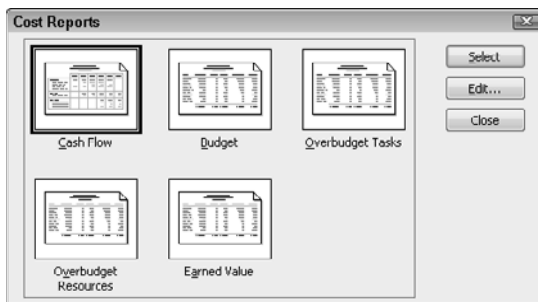 Cost Reports
Select
Edit...
Close
Cash Flow
Budget
Overbudget Tasks
Overbudget
Resources
Earned Value